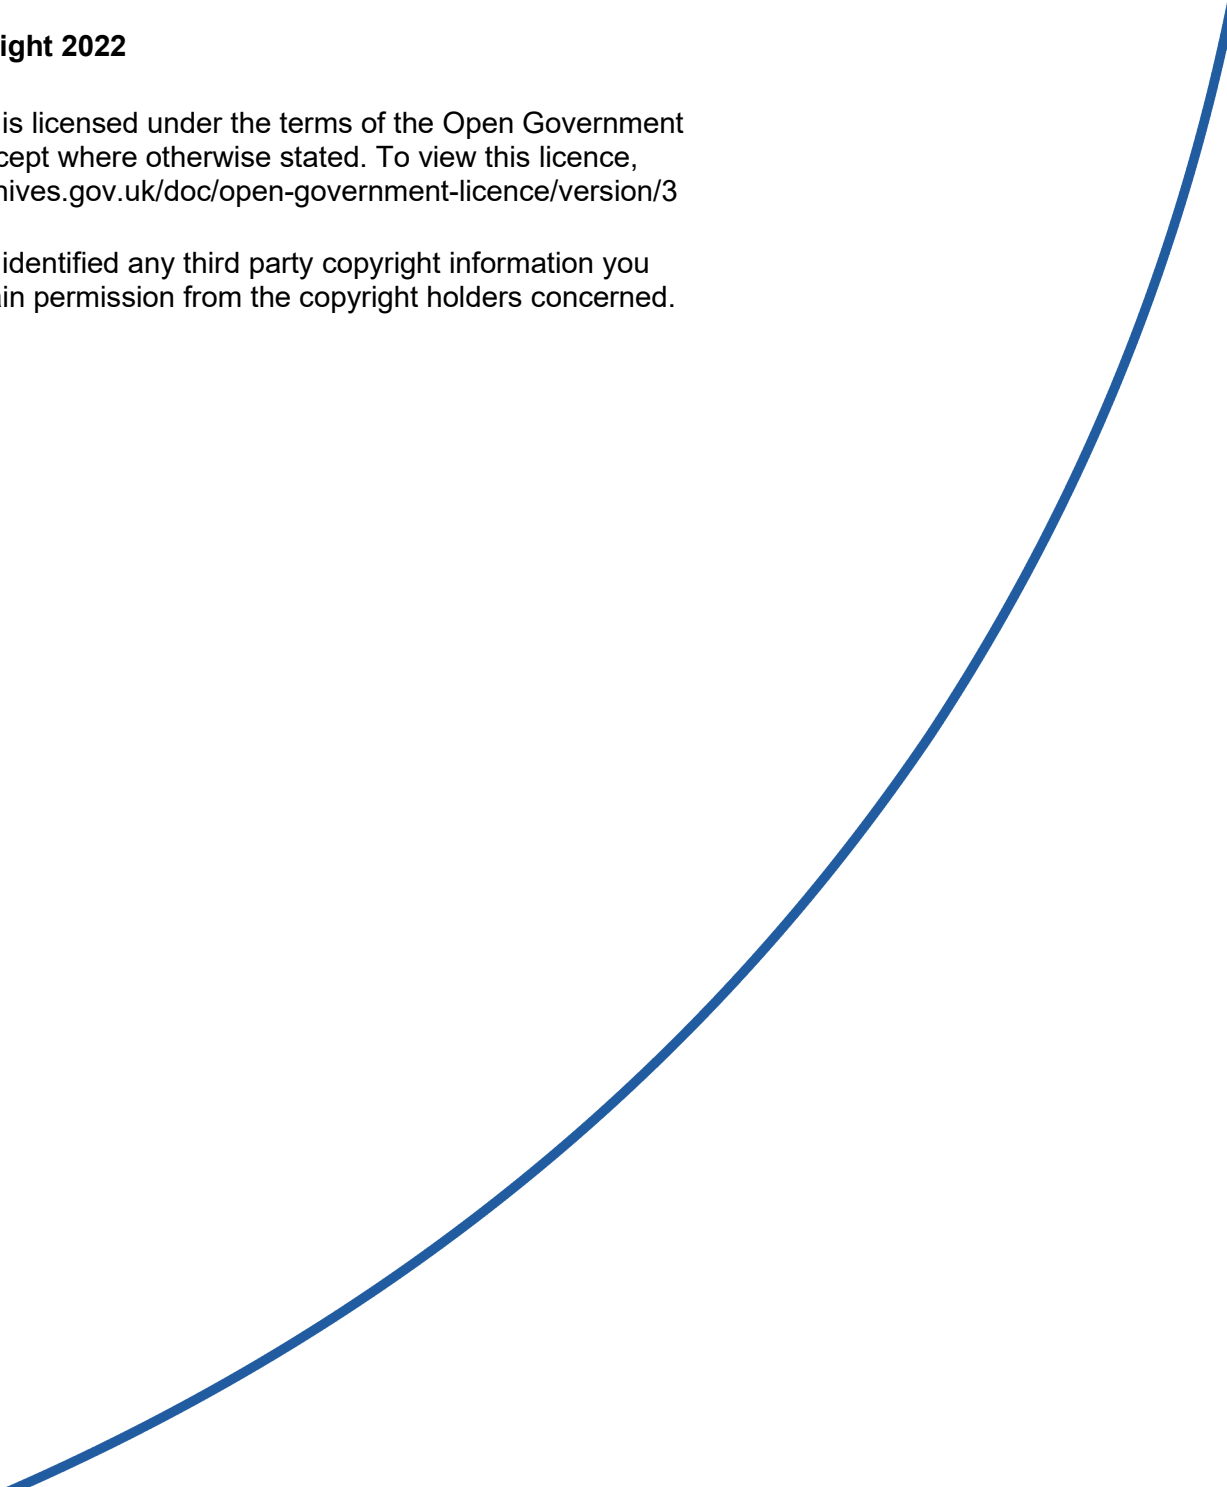 ight 2022
is licensed under the terms of the Open Government
cept where otherwise stated. To view this licence,
hives.gov.uk/doc/open-government-licence/version/3
identified any third party copyright information you
in permission from the copyright holders concerned.